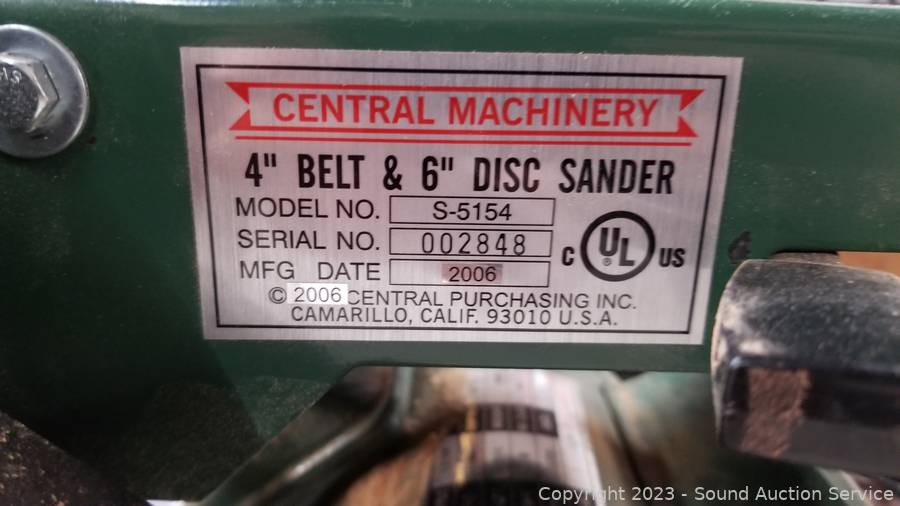 CENTRAL MACHINERY
4" BELT & 6" DISC SANDER
MODEL NO. S-5154
SERIAL NO. 002848
MFG DATE 2006
C UL ® US
© 2006 CENTRAL PURCHASING INC.
CAMARILLO, CALIF. 93010 U.S.A.
Copyright 2023 - Sound Auction Service